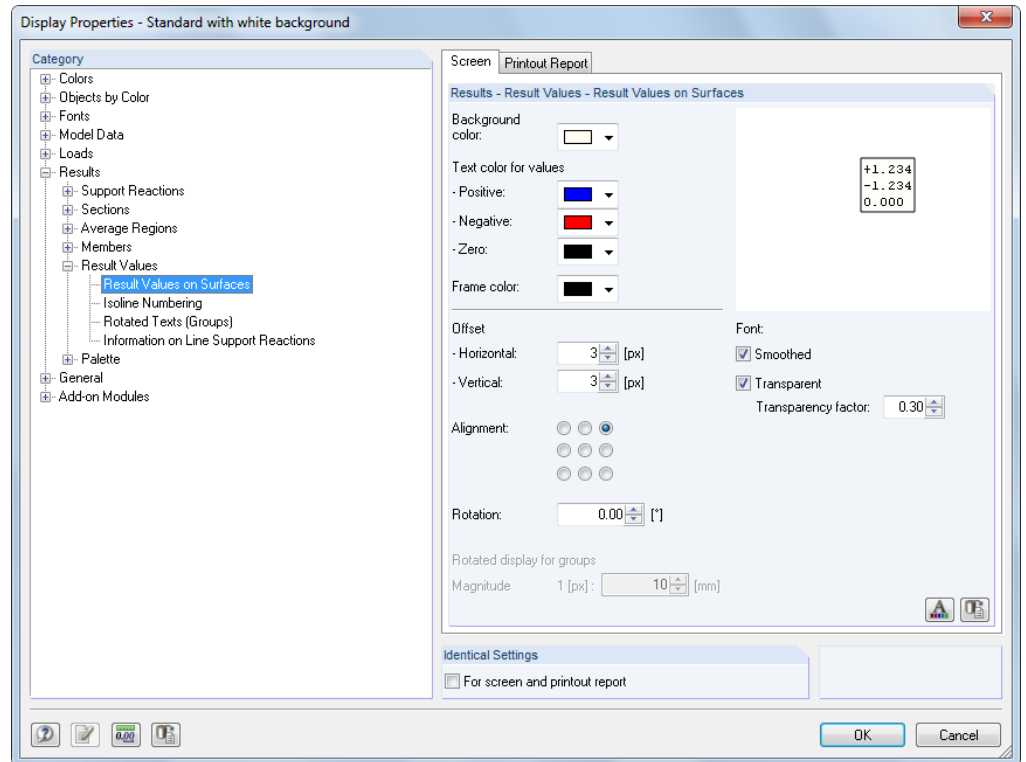 Display Properties - Standard with white background
Category
Colors
Objects by Color
Fonts
Model Data
Loads
Results
Support Reactions
Sections
Average Regions
Members
Result Values
Result Values on Surfaces
Isoline Numbering
Rotated Texts (Groups)
Information on Line Support Reactions
Palette
General
Add-on Modules
Screen
Printout Report
Results - Result Values - Result Values on Surfaces
Background
color:
Text color for values
- Positive:
- Negative:
- Zero:
Frame color:
+1.234
-1.234
0.000
Offset
- Horizontal: 3 [px]
- Vertical: 3 [px]
Alignment:
Rotation: 0.00 [°]
Rotated display for groups
Magnitude 1 [px] : 10 [mm]
Font:
Smoothed
Transparent
Transparency factor: 0.30
A
Identical Settings
For screen and printout report
0.00
OK
Cancel